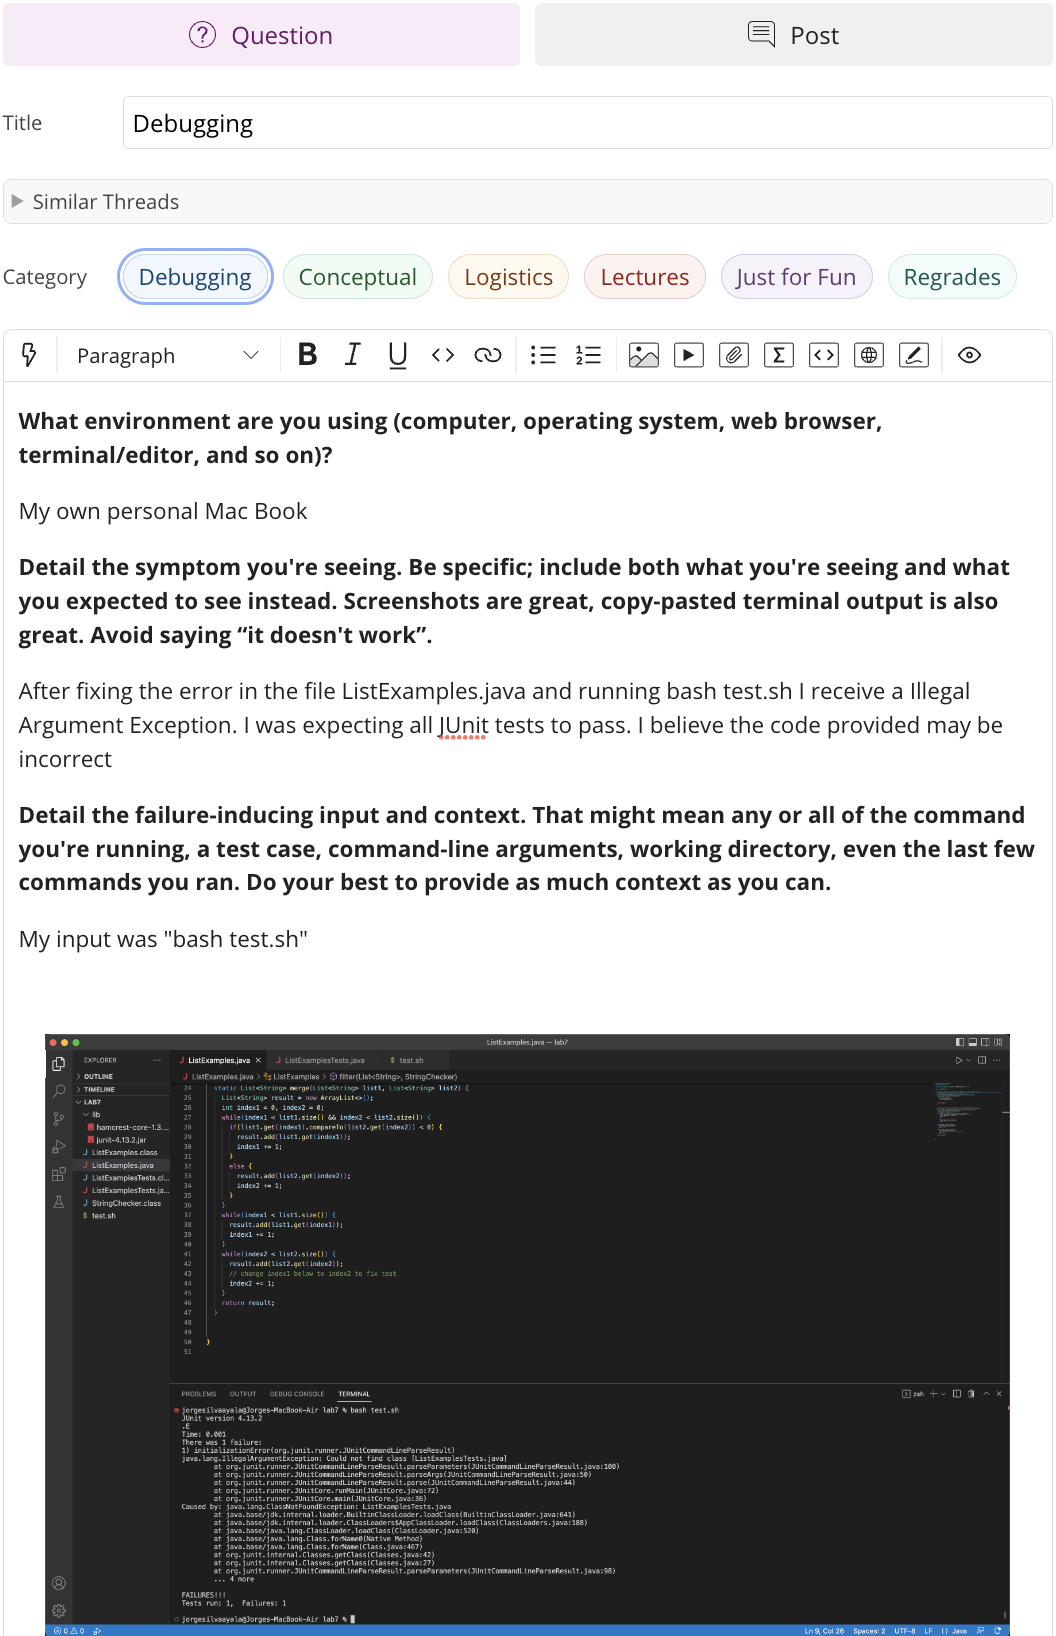 Question
Post
Title
Debugging
Similar Threads
Category
Debugging
Conceptual
Logistics
Lectures
Just for Fun
Regrades
Paragraph
B I U
What environment are you using (computer, operating system, web browser,
terminal/editor, and so on)?
My own personal Mac Book
Detail the symptom you're seeing. Be specific; include both what you're seeing and what
you expected to see instead. Screenshots are great, copy-pasted terminal output is also
great. Avoid saying “it doesn't work”.
After fixing the error in the file ListExamples.java and running bash test.sh I receive a Illegal
Argument Exception. I was expecting all JUnit tests to pass. I believe the code provided may be
incorrect
Detail the failure-inducing input and context. That might mean any or all of the command
you're running, a test case, command-line arguments, working directory, even the last few
commands you ran. Do your best to provide as much context as you can.
My input was "bash test.sh"
ListExamples.java — lab7
EXPLORER
OUTLINE
TIMELINE
LAB7
lib
hamcrest-core-1.3....
junit-4.13.2.jar
ListExamples.class
ListExamples.java
ListExamplesTests.cl...
ListExamplesTests.ja...
StringChecker.class
test.sh
ListExamples.java
ListExamplesTests.java
test.sh
ListExamples.java > ListExamples > filter(List<String>, StringChecker)
24 static List<String> merge(List<String> list1, List<String> list2) {
25 List<String> result = new ArrayList<>();
26 int index1 = 0, index2 = 0;
27 while(index1 < list1.size() && index2 < list2.size()) {
28 if(list1.get(index1).compareTo(list2.get(index2)) < 0) {
29 result.add(list1.get(index1));
30 index1 += 1;
31 }
32 else {
33 result.add(list2.get(index2));
34 index2 += 1;
35 }
36 }
37 while(index1 < list1.size()) {
38 result.add(list1.get(index1));
39 index1 += 1;
40 }
41 while(index2 < list2.size()) {
42 result.add(list2.get(index2));
43 // change index1 below to index2 to fix test
44 index2 += 1;
45 }
46 return result;
47 }
48
49
50 }
51
PROBLEMS OUTPUT DEBUG CONSOLE TERMINAL
zsh
jorgesilvaayala@Jorges-MacBook-Air lab7 % bash test.sh
JUnit version 4.13.2
.E
Time: 0.001
There was 1 failure:
1) initializationError(org.junit.runner.JUnitCommandLineParseResult)
java.lang.IllegalArgumentException: Could not find class [ListExamplesTests.java]
at org.junit.runner.JUnitCommandLineParseResult.parseParameters(JUnitCommandLineParseResult.java:100)
at org.junit.runner.JUnitCommandLineParseResult.parseArgs(JUnitCommandLineParseResult.java:50)
at org.junit.runner.JUnitCommandLineParseResult.parse(JUnitCommandLineParseResult.java:44)
at org.junit.runner.JUnitCore.runMain(JUnitCore.java:72)
at org.junit.runner.JUnitCore.main(JUnitCore.java:36)
Caused by: java.lang.ClassNotFoundException: ListExamplesTests.java
at java.base/jdk.internal.loader.BuiltinClassLoader.loadClass(BuiltinClassLoader.java:641)
at java.base/jdk.internal.loader.ClassLoaders$AppClassLoader.loadClass(ClassLoaders.java:188)
at java.base/java.lang.ClassLoader.loadClass(ClassLoader.java:520)
at java.base/java.lang.Class.forName0(Native Method)
at java.base/java.lang.Class.forName(Class.java:467)
at org.junit.internal.Classes.getClass(Classes.java:42)
at org.junit.internal.Classes.getClass(Classes.java:27)
at org.junit.runner.JUnitCommandLineParseResult.parseParameters(JUnitCommandLineParseResult.java:98)
... 4 more
FAILURES!!!
Tests run: 1, Failures: 1
jorgesilvaayala@Jorges-MacBook-Air lab7 %
0 0
Ln 9, Col 26 Spaces: 2 UTF-8 LF {} Java